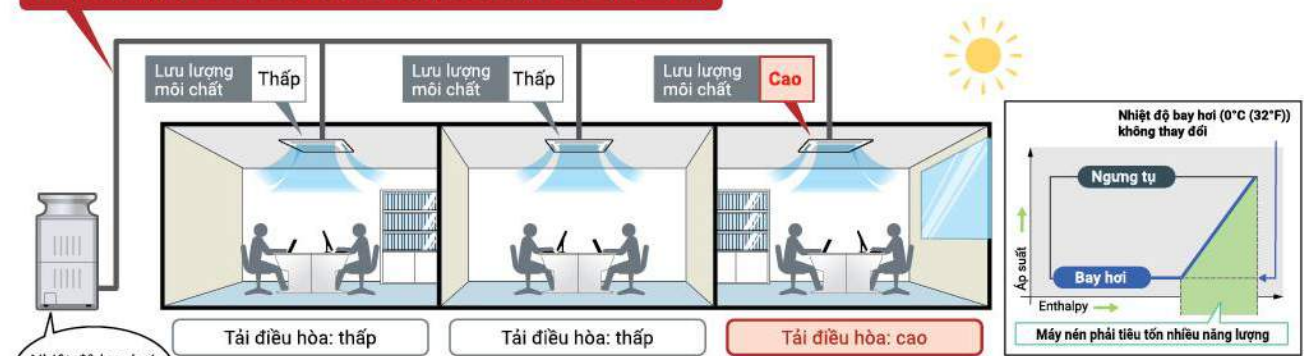 Lưu lượng
môi chất
Thấp
Lưu lượng
môi chất
Thấp
Lưu lượng
môi chất
Cao
Nhiệt độ bay hơi (0°C (32°F))
không thay đổi
Ngưng tụ
Áp suất
Bay hơi
Enthalpy
Máy nén phải tiêu tốn nhiều năng lượng
Tải điều hòa: thấp
Tải điều hòa: thấp
Tải điều hòa: cao